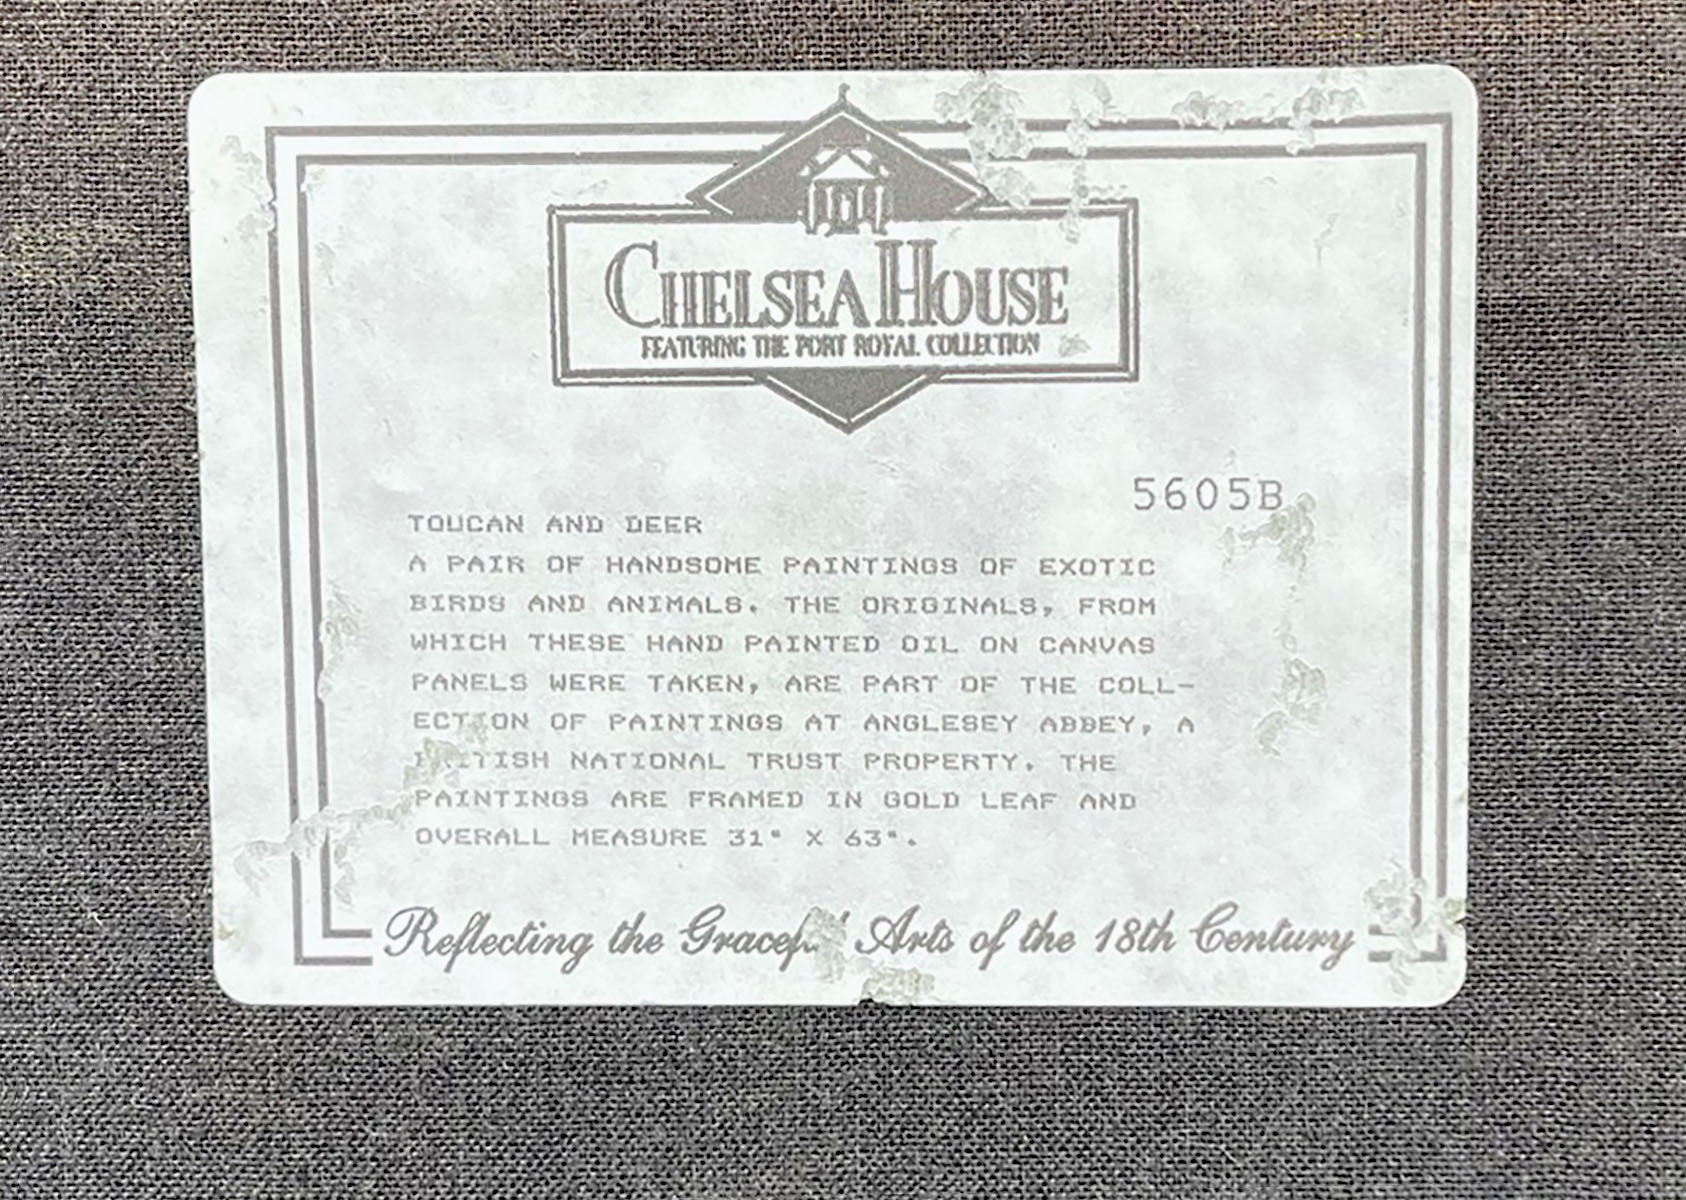 CHELSEA HOUSE
FEATURING THE PORT ROYAL COLLECTION
5605B
TOUCAN AND DEER
A PAIR OF HANDSOME PAINTINGS OF EXOTIC
BIRDS AND ANIMALS. THE ORIGINALS, FROM
WHICH THESE HAND PAINTED OIL ON CANVAS
PANELS WERE TAKEN, ARE PART OF THE COLL-
ECTION OF PAINTINGS AT ANGLESEY ABBEY, A
BRITISH NATIONAL TRUST PROPERTY. THE
PAINTINGS ARE FRAMED IN GOLD LEAF AND
OVERALL MEASURE 31" X 63".
Reflecting the Graceful Arts of the 18th Century